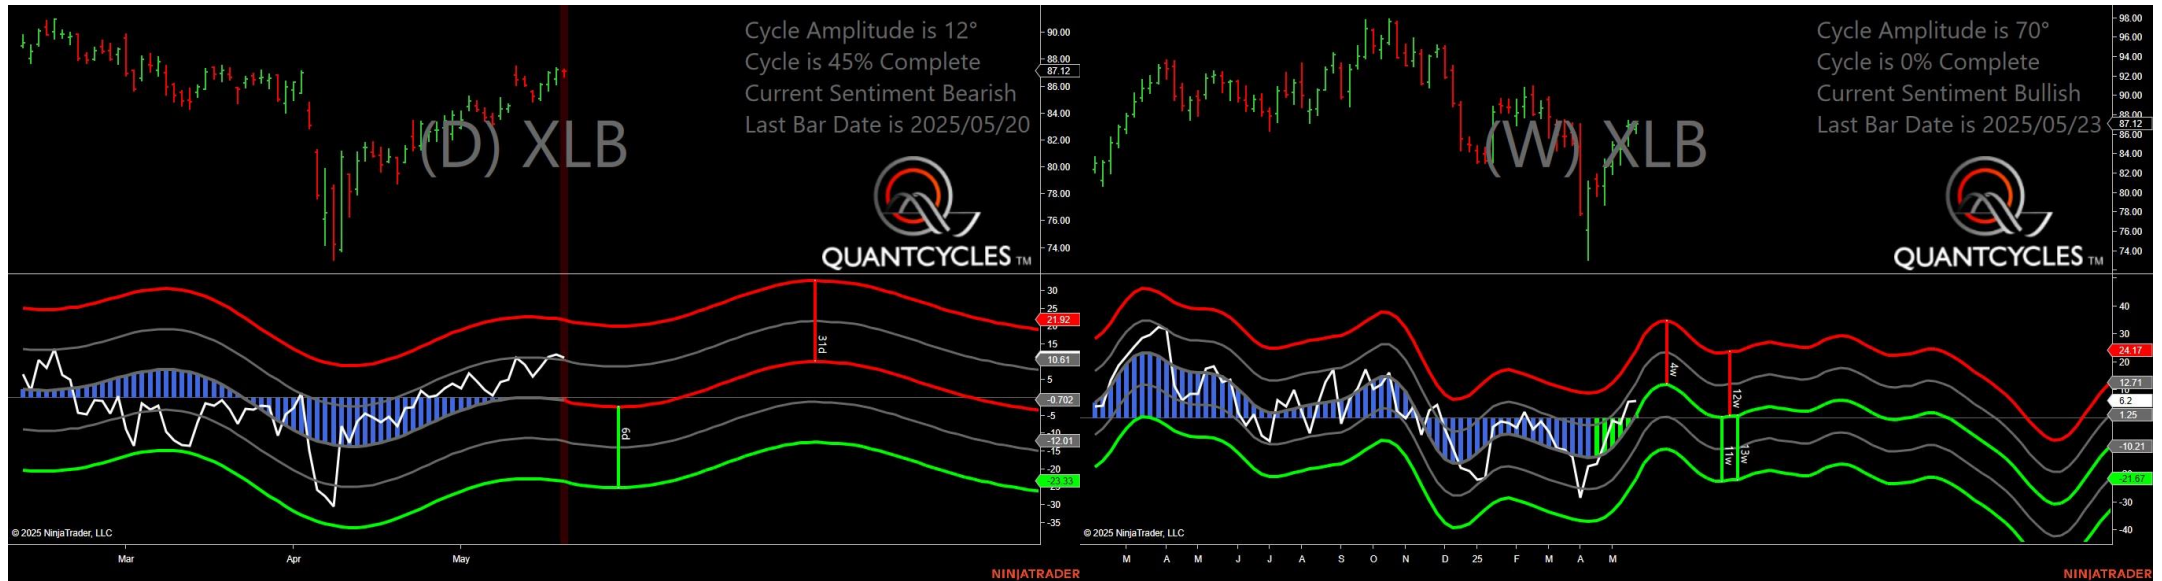 Cycle Amplitude is 12°
Cycle is 45% Complete
Current Sentiment Bearish
Last Bar Date is 2025/05/20
(D) XLB
QUANTCYCLES TM
90.00
88.00
87.12
86.00
84.00
82.00
80.00
78.00
76.00
74.00
30
25
21.92
15
10.61
5
-0.702
-5
-10
-12.01
-15
-20
-23.33
-30
-35
6d
31d
© 2025 NinjaTrader, LLC
Mar
Apr
May
NINJATRADER
Cycle Amplitude is 70°
Cycle is 0% Complete
Current Sentiment Bullish
Last Bar Date is 2025/05/23
(W) XLB
QUANTCYCLES TM
98.00
96.00
94.00
92.00
90.00
88.00
87.12
86.00
84.00
82.00
80.00
78.00
76.00
74.00
40
30
24.17
20
12.71
6.2
1.25
-10.21
-21.67
-30
-40
4w
12w
11w
13w
© 2025 NinjaTrader, LLC
M A M J J A S O N D 25 F M A M
NINJATRADER